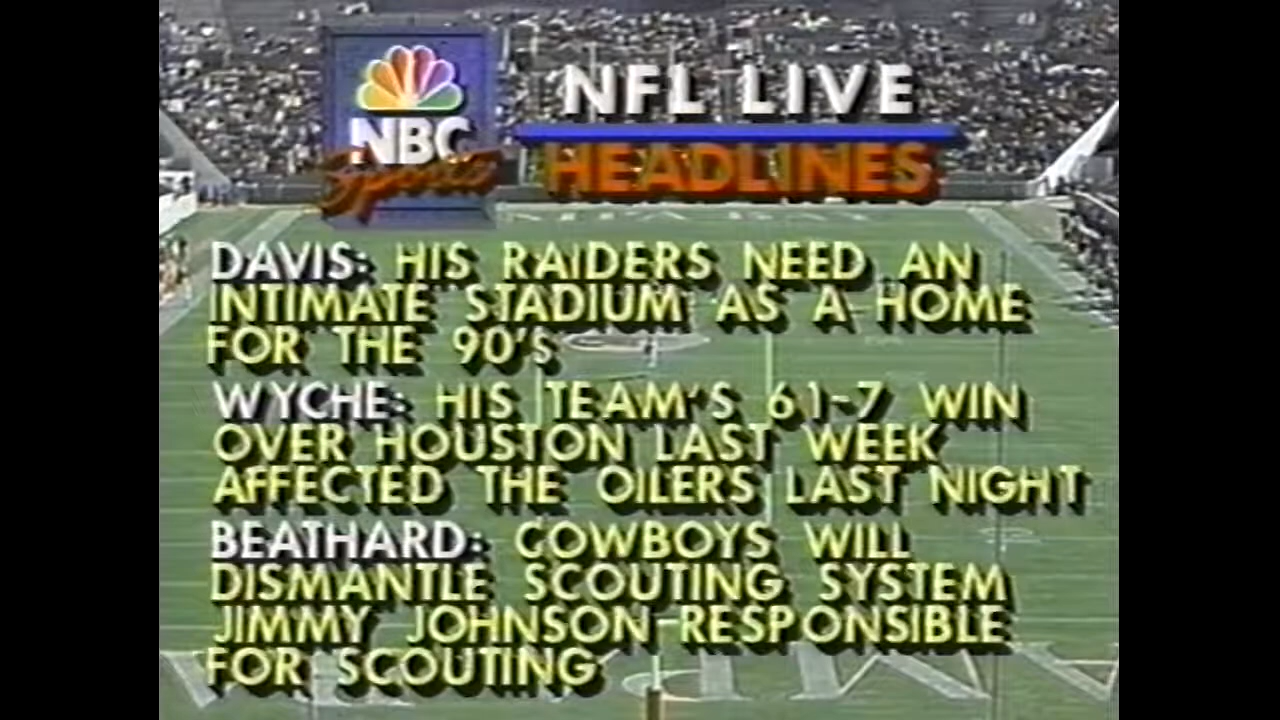 NFL LIVE
NBC
Sports
HEADLINES
TAMPA BAY
DAVIS: HIS RAIDERS NEED AN
INTIMATE STADIUM AS A HOME
FOR THE 90's
WYCHE: HIS TEAM'S 61-7 WIN
OVER HOUSTON LAST WEEK
AFFECTED THE OILERS LAST NIGHT
BEATHARD: COWBOYS WILL
DISMANTLE SCOUTING SYSTEM
JIMMY JOHNSON RESPONSIBLE
FOR SCOUTING